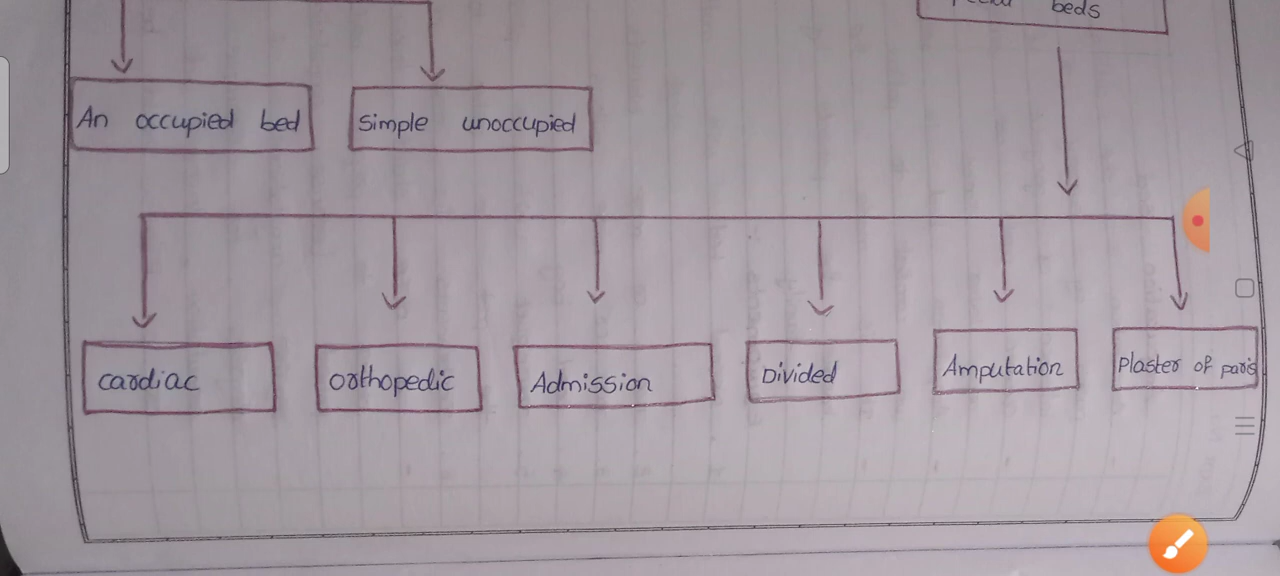 beds
An occupied bed
Simple unoccupied
cardiac
orthopedic
Admission
Divided
Amputation
Plaster of paris